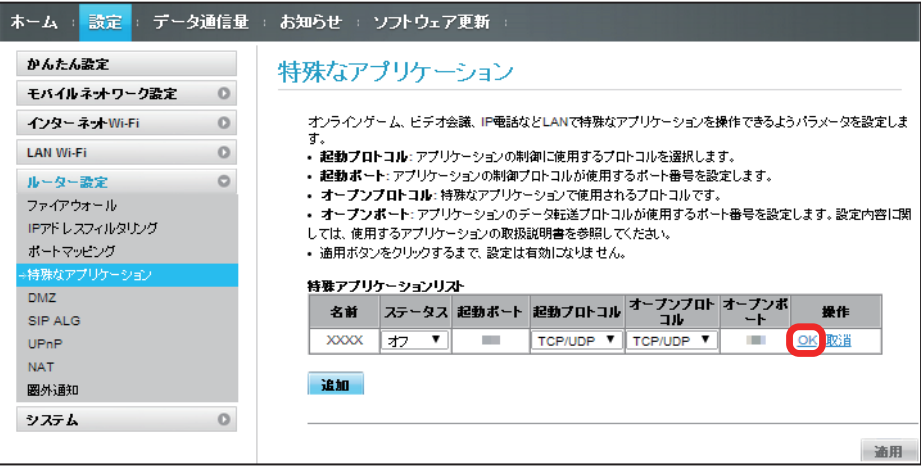 ホーム : 設定 : データ通信量 : お知らせ : ソフトウェア更新 :
かんたん設定
モバイルネットワーク設定
インターネットWi-Fi
LAN Wi-Fi
ルーター設定
ファイアウォール
IPアドレスフィルタリング
ポートマッピング
→特殊なアプリケーション
DMZ
SIP ALG
UPnP
NAT
圏外通知
システム
特殊なアプリケーション
オンラインゲーム、ビデオ会議、IP電話などLANで特殊なアプリケーションを操作できるようパラメータを設定しま
す。
• 起動プロトコル: アプリケーションの制御に使用するプロトコルを選択します。
• 起動ポート: アプリケーションの制御プロトコルが使用するポート番号を設定します。
• オープンプロトコル: 特殊なアプリケーションで使用されるプロトコルです。
• オープンポート: アプリケーションのデータ転送プロトコルが使用するポート番号を設定します。設定内容に関
しては、使用するアプリケーションの取扱説明書を参照してください。
• 適用ボタンをクリックするまで、設定は有効になりません。
特殊アプリケーションリスト
名前 ステータス 起動ポート 起動プロトコル オープンプロト オープンポ 操作
コル ート
XXXX オフ ▼ TCP/UDP ▼ TCP/UDP ▼ OK 取消
追加
適用